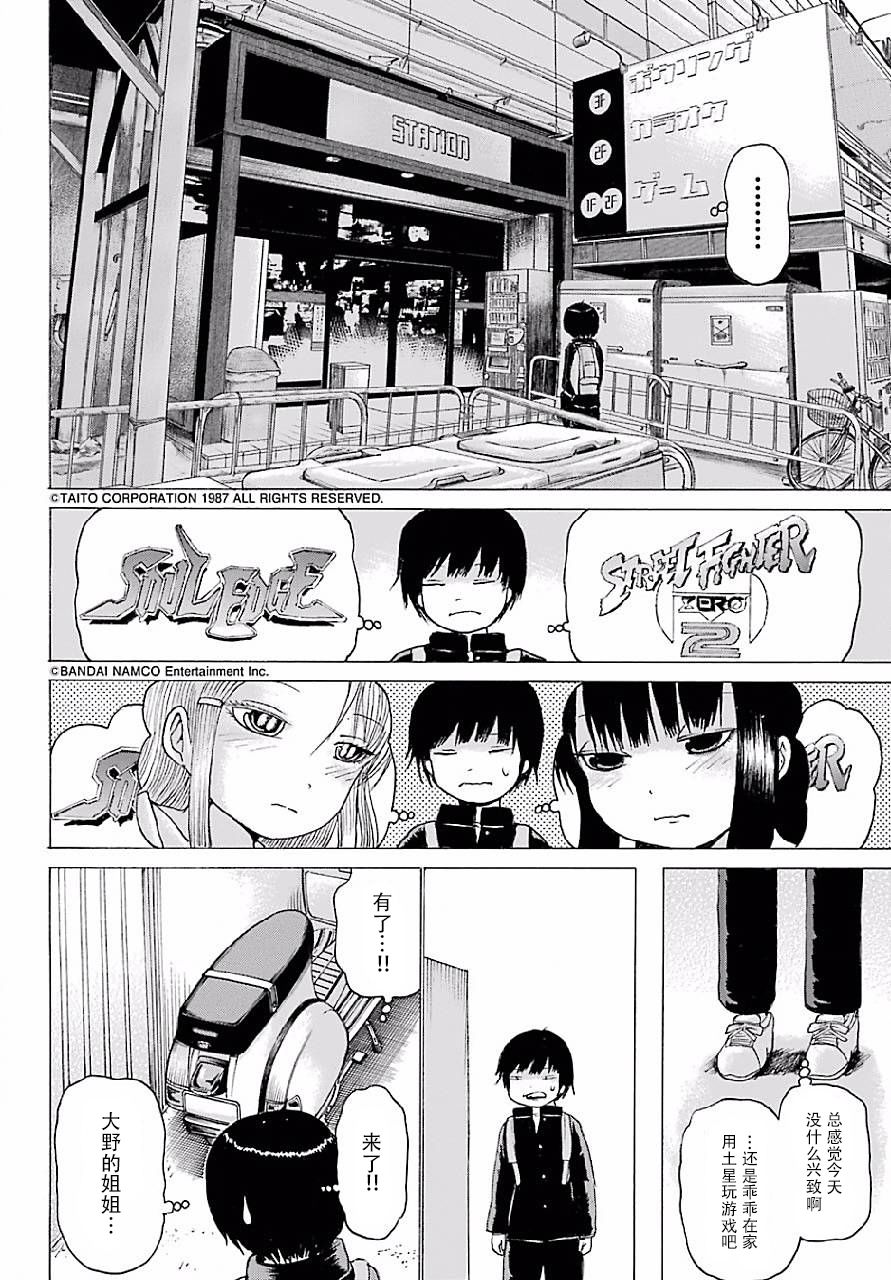 ボウリング
3F
カラオケ
2F
ゲーム
1F 2F
STATION
………
©TAITO CORPORATION 1987 ALL RIGHTS RESERVED.
STREET FIGHTER
ZERO
2
SOUL EDGE
©BANDAI NAMCO Entertainment Inc.
总感觉今天
没什么兴致啊
…还是乖乖在家
用土星玩游戏吧
有了…!!
来了!!
大野的姐姐…